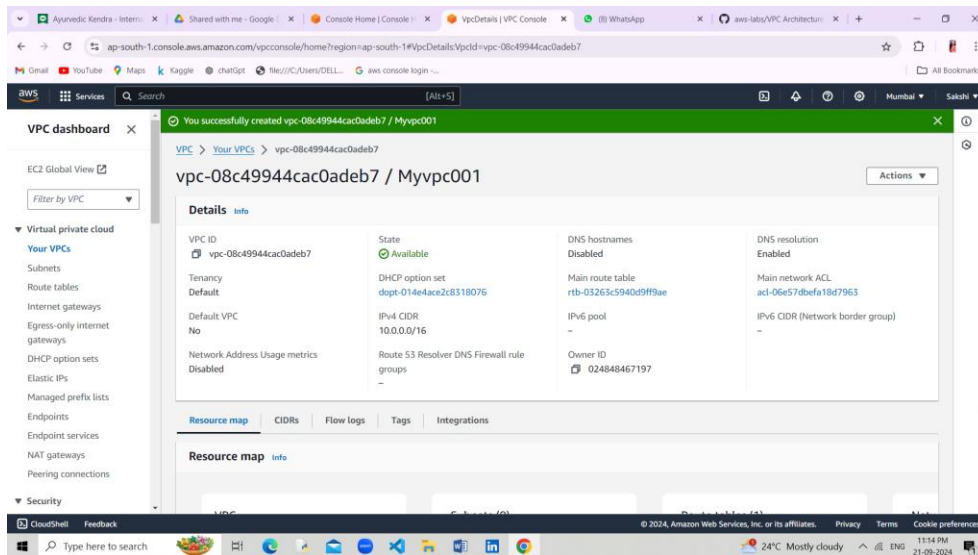 Ayurvedic Kendra - Interna
Shared with me - Google D
Console Home | Console H
VpcDetails | VPC Console
(8) WhatsApp
aws-labs/VPC Architecture
ap-south-1.console.aws.amazon.com/vpcconsole/home?region=ap-south-1#VpcDetails:VpcId=vpc-08c49944cac0adeb7
Gmail YouTube Maps Kaggle chatGpt file:///C:/Users/DELL... aws console login -...
All Bookmark
aws Services Search [Alt+S] Mumbai Sakshi
VPC dashboard
EC2 Global View
Filter by VPC
Virtual private cloud
Your VPCs
Subnets
Route tables
Internet gateways
Egress-only internet
gateways
DHCP option sets
Elastic IPs
Managed prefix lists
Endpoints
Endpoint services
NAT gateways
Peering connections
Security
You successfully created vpc-08c49944cac0adeb7 / Myvpc001
VPC > Your VPCs > vpc-08c49944cac0adeb7
vpc-08c49944cac0adeb7 / Myvpc001
Actions
Details Info
VPC ID
vpc-08c49944cac0adeb7
State
Available
DNS hostnames
Disabled
DNS resolution
Enabled
Tenancy
Default
DHCP option set
dopt-014e4ace2c8318076
Main route table
rtb-03263c5940d9ff9ae
Main network ACL
acl-06e57dbefa18d7963
Default VPC
No
IPv4 CIDR
10.0.0.0/16
IPv6 pool
–
IPv6 CIDR (Network border group)
–
Network Address Usage metrics
Disabled
Route 53 Resolver DNS Firewall rule
groups
–
Owner ID
024848467197
Resource map CIDRs Flow logs Tags Integrations
Resource map Info
CloudShell Feedback © 2024, Amazon Web Services, Inc. or its affiliates. Privacy Terms Cookie preferences
Type here to search 24°C Mostly cloudy ENG
11:14 PM
21-09-2024